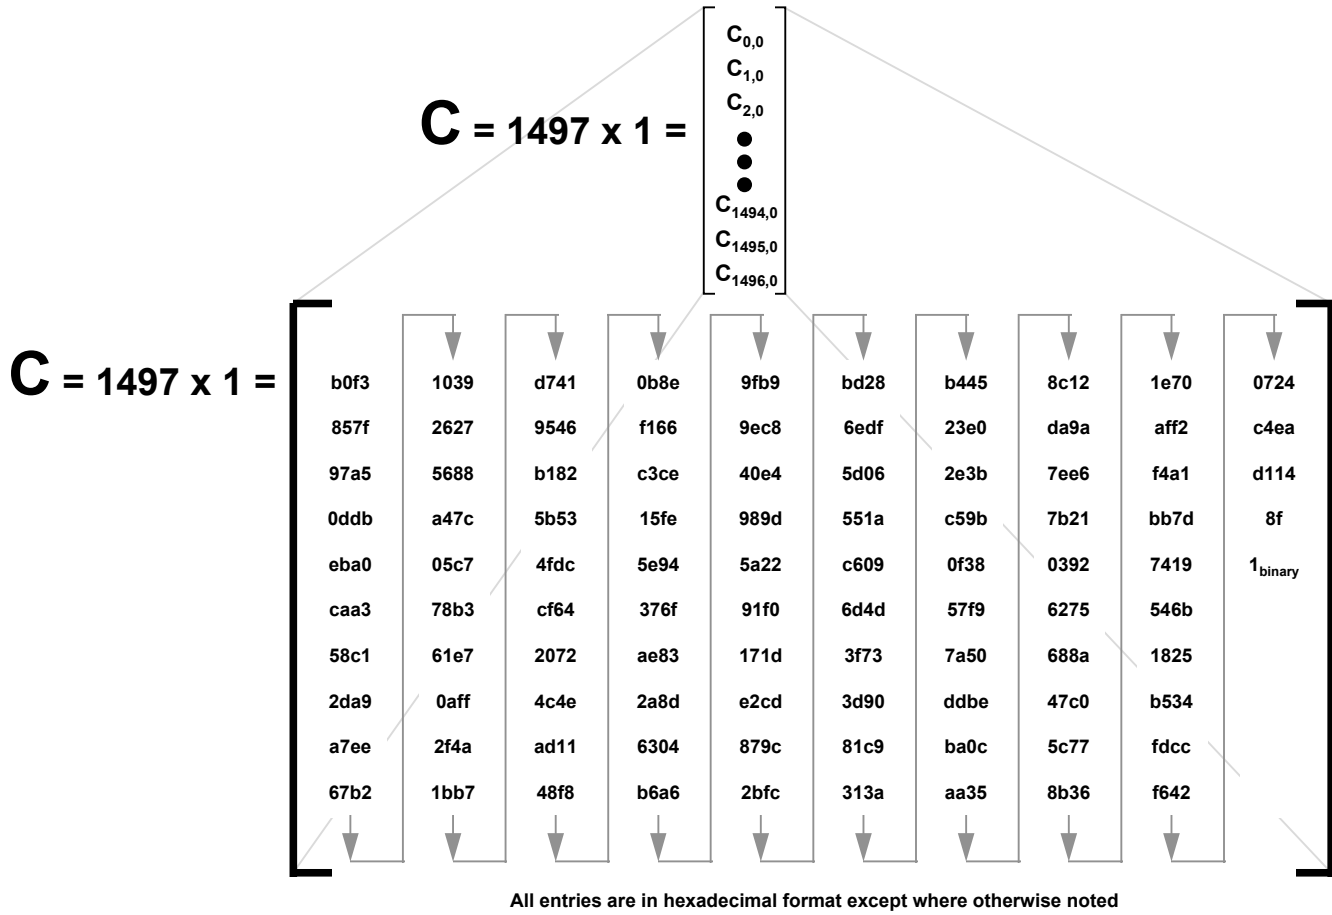 C0,0
C1,0
C2,0
C = 1497 x 1 =
C1494,0
C1495,0
C1496,0
C = 1497 x 1 =
b0f3 1039 d741 0b8e 9fb9 bd28 b445 8c12 1e70 0724
857f 2627 9546 f166 9ec8 6edf 23e0 da9a aff2 c4ea
97a5 5688 b182 c3ce 40e4 5d06 2e3b 7ee6 f4a1 d114
0ddb a47c 5b53 15fe 989d 551a c59b 7b21 bb7d 8f
eba0 05c7 4fdc 5e94 5a22 c609 0f38 0392 7419 1binary
caa3 78b3 cf64 376f 91f0 6d4d 57f9 6275 546b
58c1 61e7 2072 ae83 171d 3f73 7a50 688a 1825
2da9 0aff 4c4e 2a8d e2cd 3d90 ddbe 47c0 b534
a7ee 2f4a ad11 6304 879c 81c9 ba0c 5c77 fdcc
67b2 1bb7 48f8 b6a6 2bfc 313a aa35 8b36 f642
All entries are in hexadecimal format except where otherwise noted